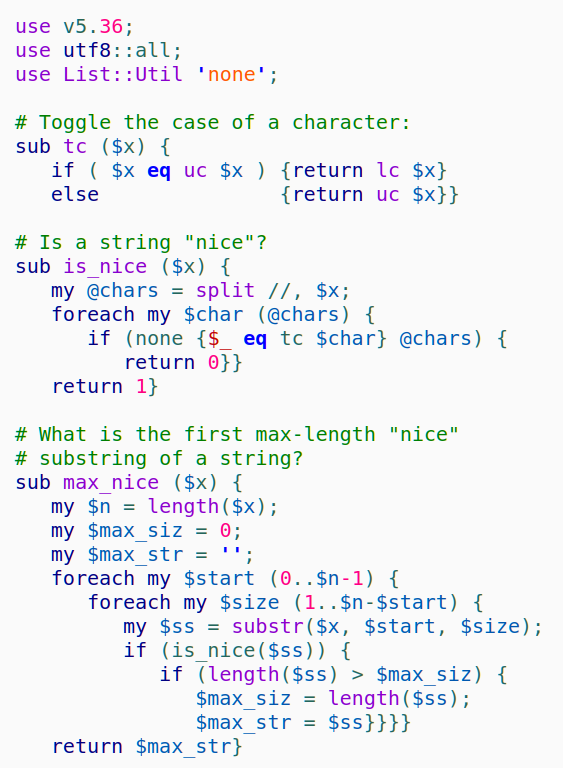 use v5.36;
use utf8::all;
use List::Util 'none';

# Toggle the case of a character:
sub tc ($x) {
   if ( $x eq uc $x ) {return lc $x}
   else               {return uc $x}}

# Is a string "nice"?
sub is_nice ($x) {
   my @chars = split //, $x;
   foreach my $char (@chars) {
      if (none {$_ eq tc $char} @chars) {
         return 0}}
   return 1}

# What is the first max-length "nice"
# substring of a string?
sub max_nice ($x) {
   my $n = length($x);
   my $max_siz = 0;
   my $max_str = '';
   foreach my $start (0..$n-1) {
      foreach my $size (1..$n-$start) {
         my $ss = substr($x, $start, $size);
         if (is_nice($ss)) {
            if (length($ss) > $max_siz) {
               $max_siz = length($ss);
               $max_str = $ss}}}}
   return $max_str}